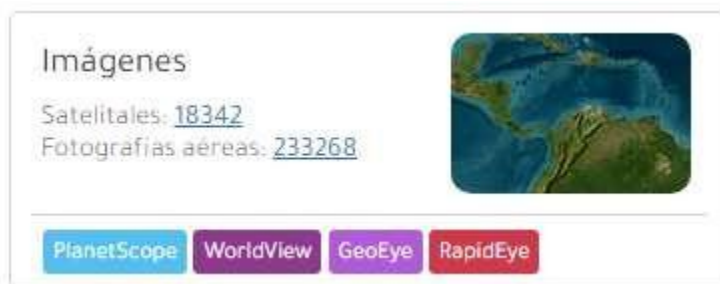 Imágenes
Satelitales: 18342
Fotografías aéreas: 233268
PlanetScope WorldView GeoEye RapidEye